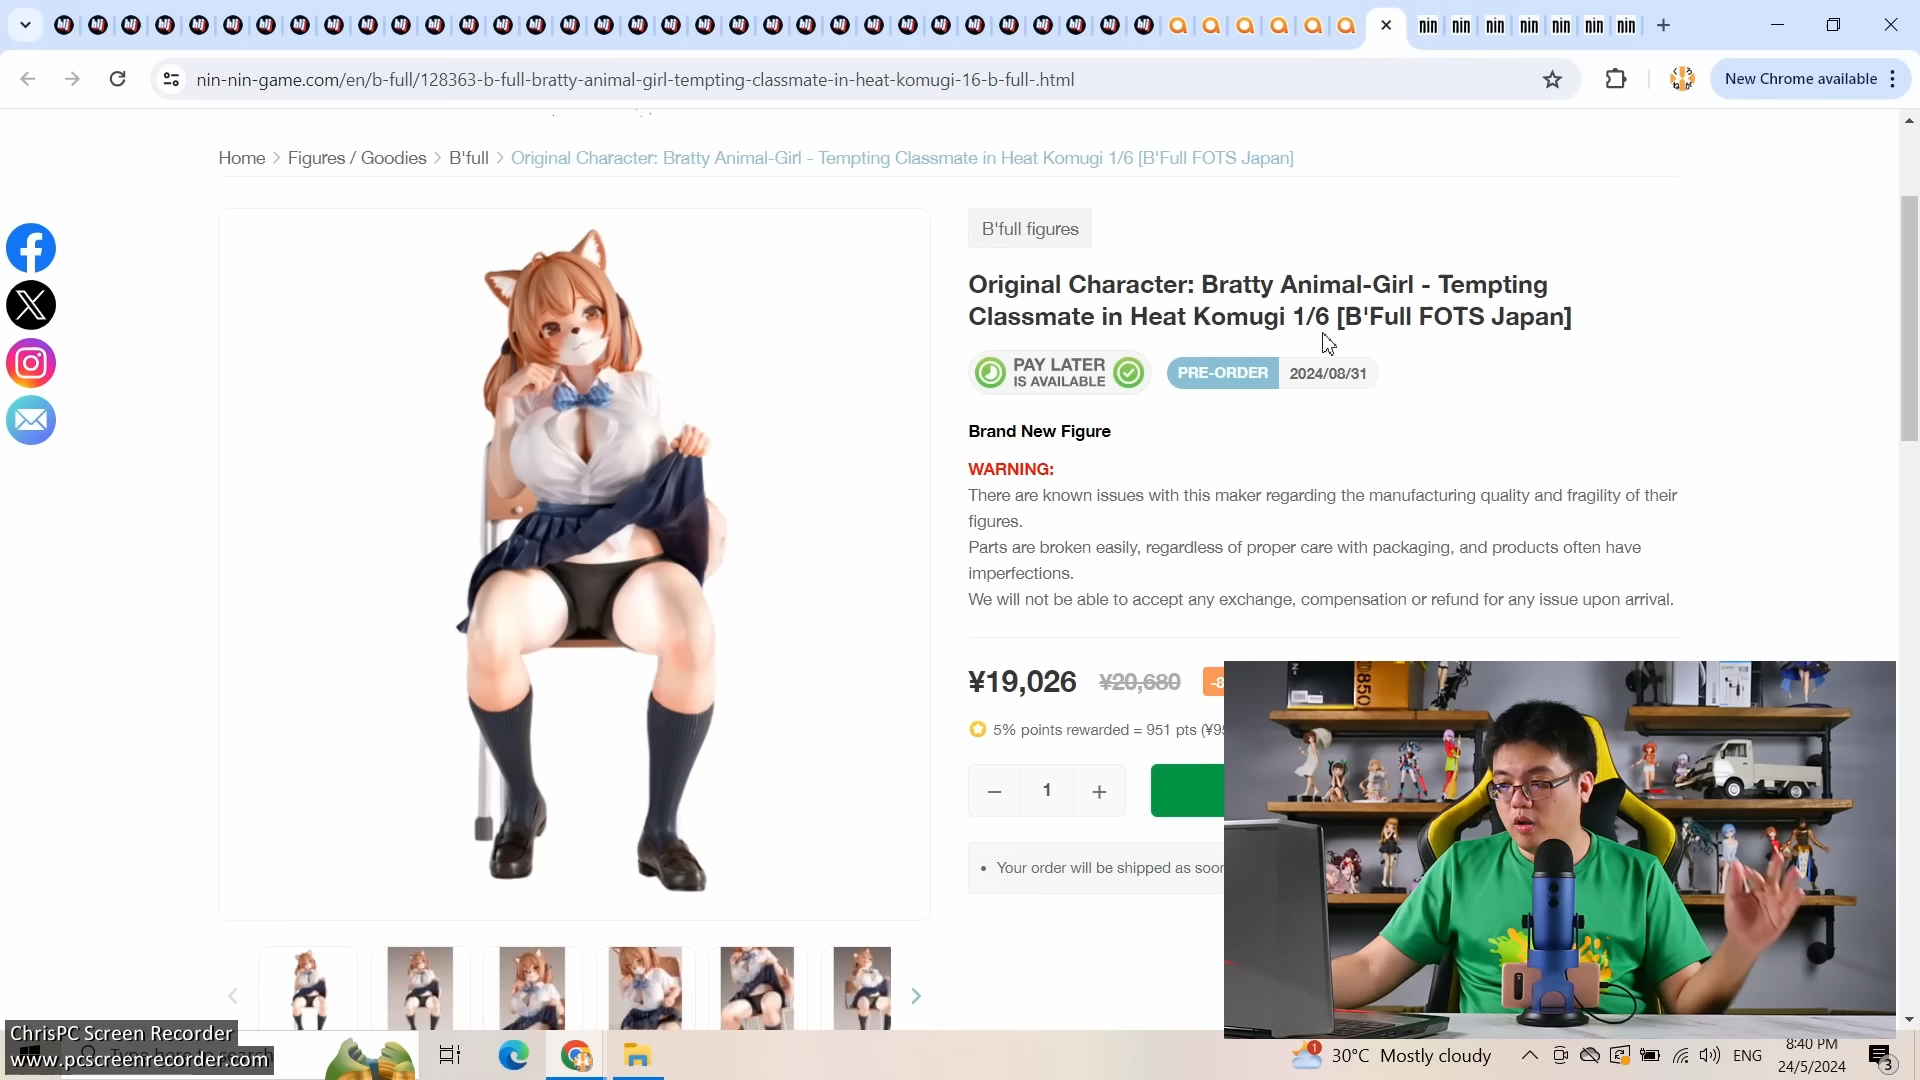 nin-nin-game.com/en/b-full/128363-b-full-bratty-animal-girl-tempting-classmate-in-heat-komugi-16-b-full-.html
New Chrome available
Home > Figures / Goodies > B'full > Original Character: Bratty Animal-Girl - Tempting Classmate in Heat Komugi 1/6 [B'Full FOTS Japan]
B'full figures
Original Character: Bratty Animal-Girl - Tempting
Classmate in Heat Komugi 1/6 [B'Full FOTS Japan]
PAY LATER
IS AVAILABLE
PRE-ORDER 2024/08/31
Brand New Figure
WARNING:
There are known issues with this maker regarding the manufacturing quality and fragility of their
figures.
Parts are broken easily, regardless of proper care with packaging, and products often have
imperfections.
We will not be able to accept any exchange, compensation or refund for any issue upon arrival.
¥19,026 ¥20,680
5% points rewarded = 951 pts
− 1 +
Your order will be shipped as soon
0850
ChrisPC Screen Recorder
www.pcscreenrecorder.com
1
30°C Mostly cloudy
ENG
8:40 PM
24/5/2024
3